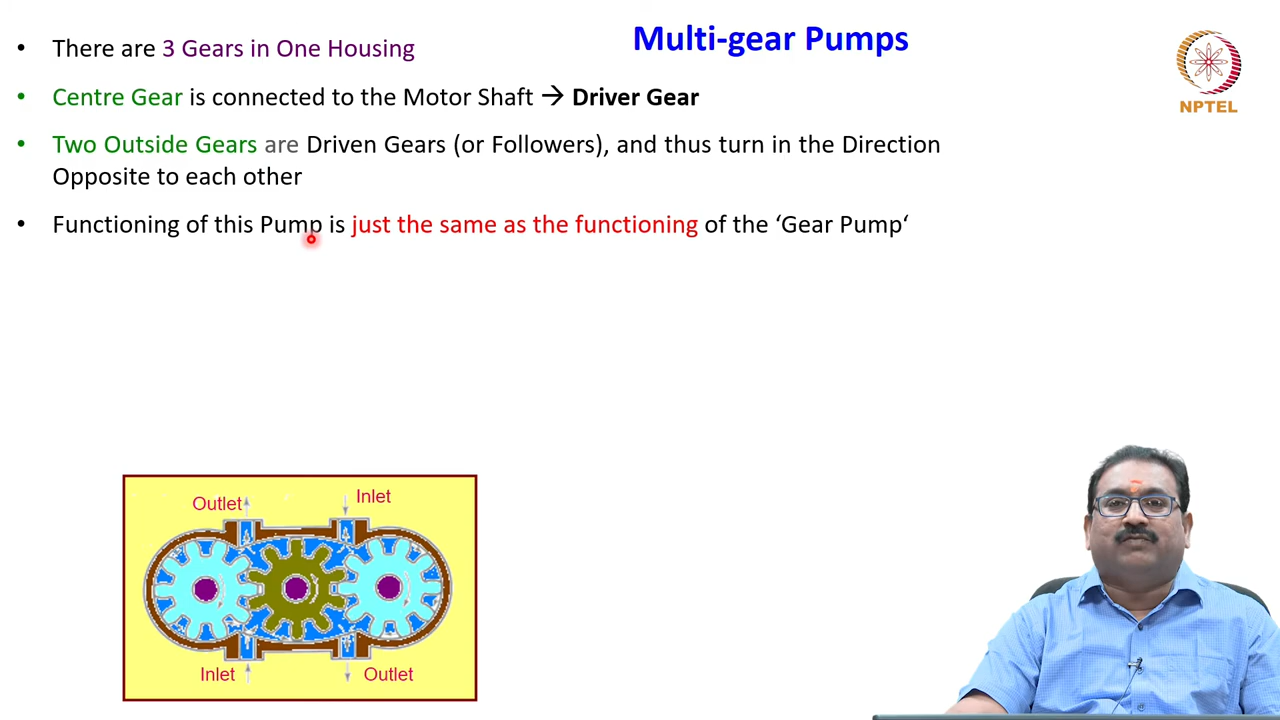 Multi-gear Pumps
• There are 3 Gears in One Housing
• Centre Gear is connected to the Motor Shaft → Driver Gear
• Two Outside Gears are Driven Gears (or Followers), and thus turn in the Direction
Opposite to each other
• Functioning of this Pump is just the same as the functioning of the ‘Gear Pump‘
NPTEL
Outlet
Inlet
Inlet
Outlet